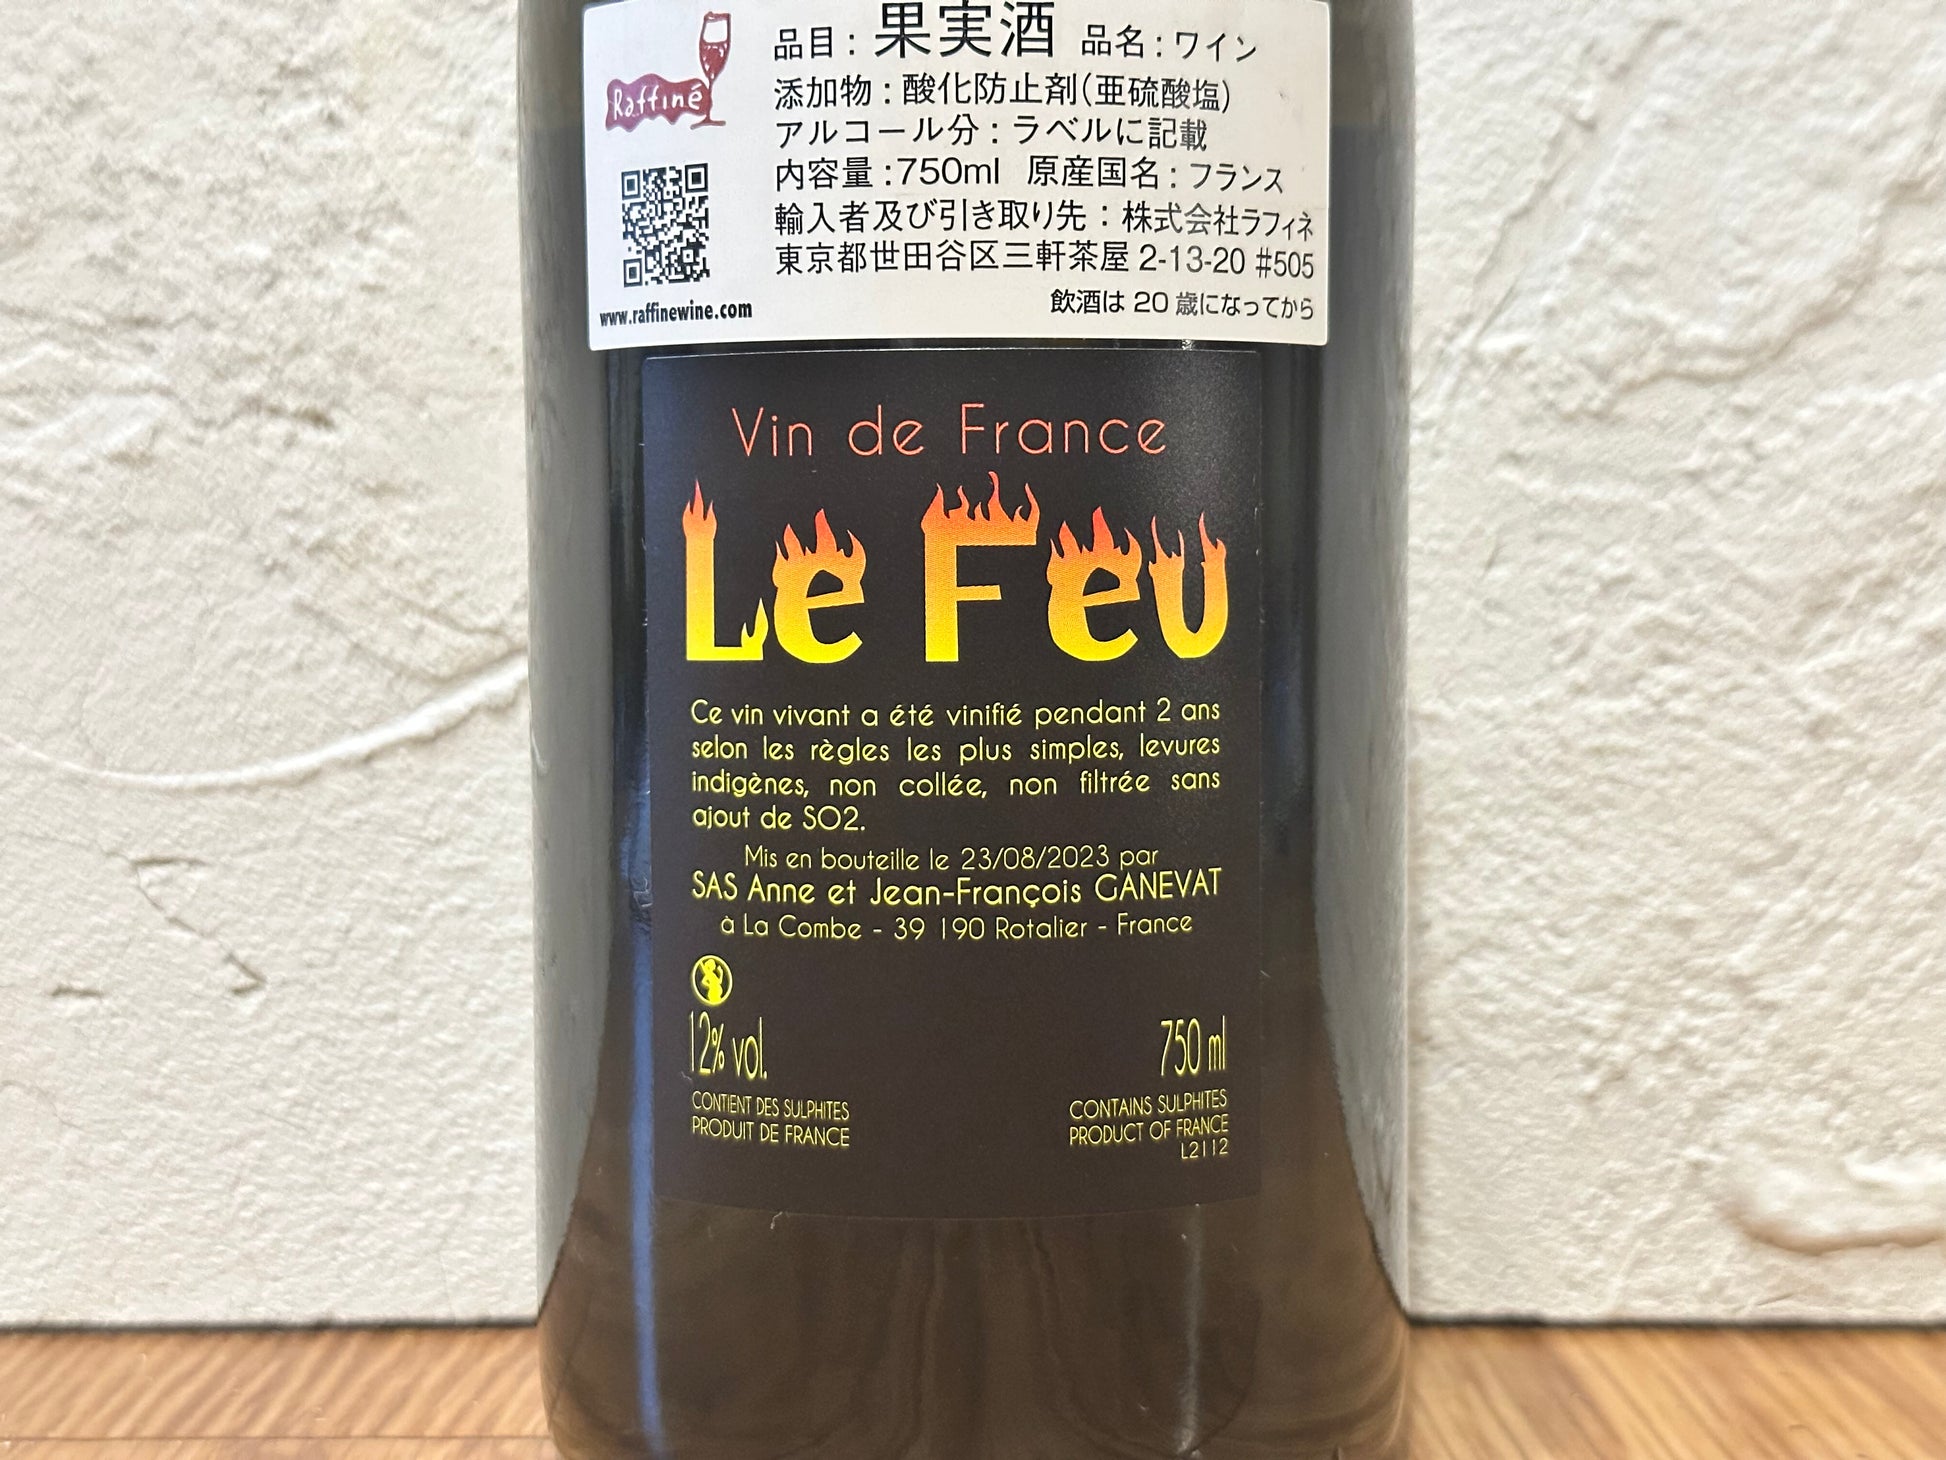 Raffiné
品目：果実酒 品名：ワイン
添加物：酸化防止剤(亜硫酸塩)
アルコール分：ラベルに記載
内容量：750ml 原産国名：フランス
輸入者及び引き取り先：株式会社ラフィネ
東京都世田谷区三軒茶屋 2-13-20 #505
www.raffinewine.com
飲酒は 20 歳になってから
Vin de France
Le Feu
Ce vin vivant a été vinifié pendant 2 ans
selon les règles les plus simples, levures
indigènes, non collée, non filtrée sans
ajout de SO2.
Mis en bouteille le 23/08/2023 par
SAS Anne et Jean-François GANEVAT
à La Combe - 39 190 Rotalier - France
12% vol.
750 ml
CONTIENT DES SULPHITES
PRODUIT DE FRANCE
CONTAINS SULPHITES
PRODUCT OF FRANCE
L2112